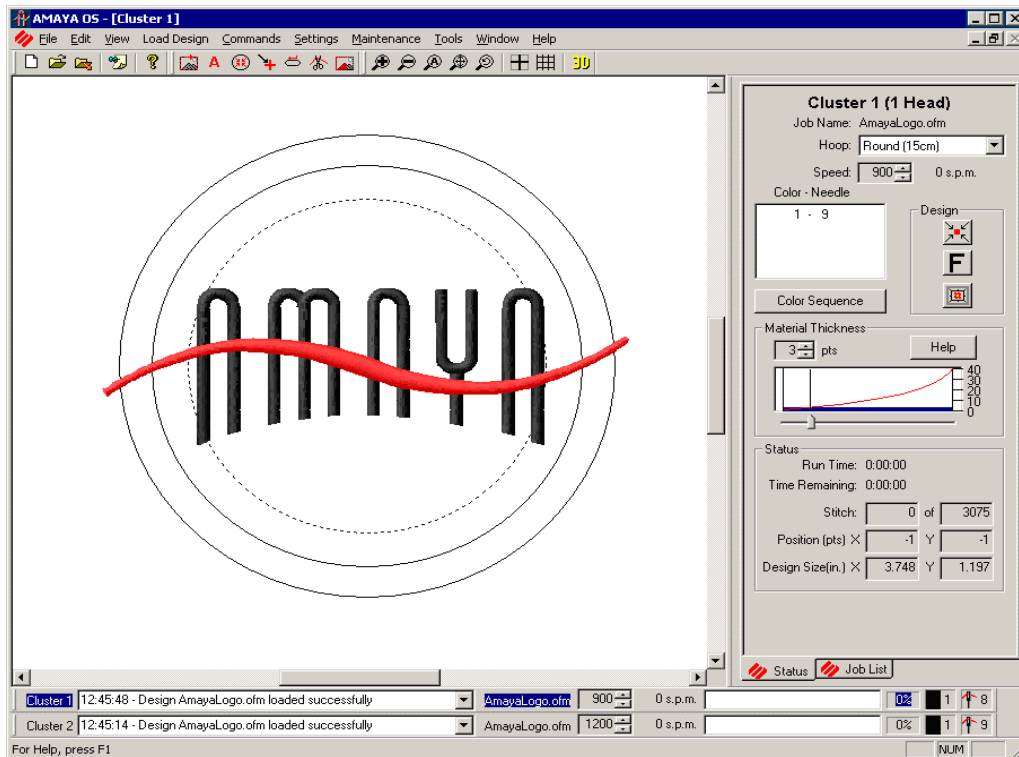 AMAYA OS - [Cluster 1]
File Edit View Load Design Commands Settings Maintenance Tools Window Help
A 3D
AMAYA
Cluster 1 (1 Head)
Job Name: AmayaLogo.ofm
Hoop: Round (15cm)
Speed: 900 0 s.p.m.
Color - Needle
1 - 9
Design
F
Color Sequence
Material Thickness
3 pts Help
40
30
20
10
0
Status
Run Time: 0:00:00
Time Remaining: 0:00:00
Stitch: 0 of 3075
Position (pts) X -1 Y -1
Design Size(in.) X 3.748 Y 1.197
Status Job List
Cluster 1 12:45:48 - Design AmayaLogo.ofm loaded successfully AmayaLogo.ofm 900 0 s.p.m. 0% 1 8
Cluster 2 12:45:14 - Design AmayaLogo.ofm loaded successfully AmayaLogo.ofm 1200 0 s.p.m. 0% 1 9
For Help, press F1 NUM